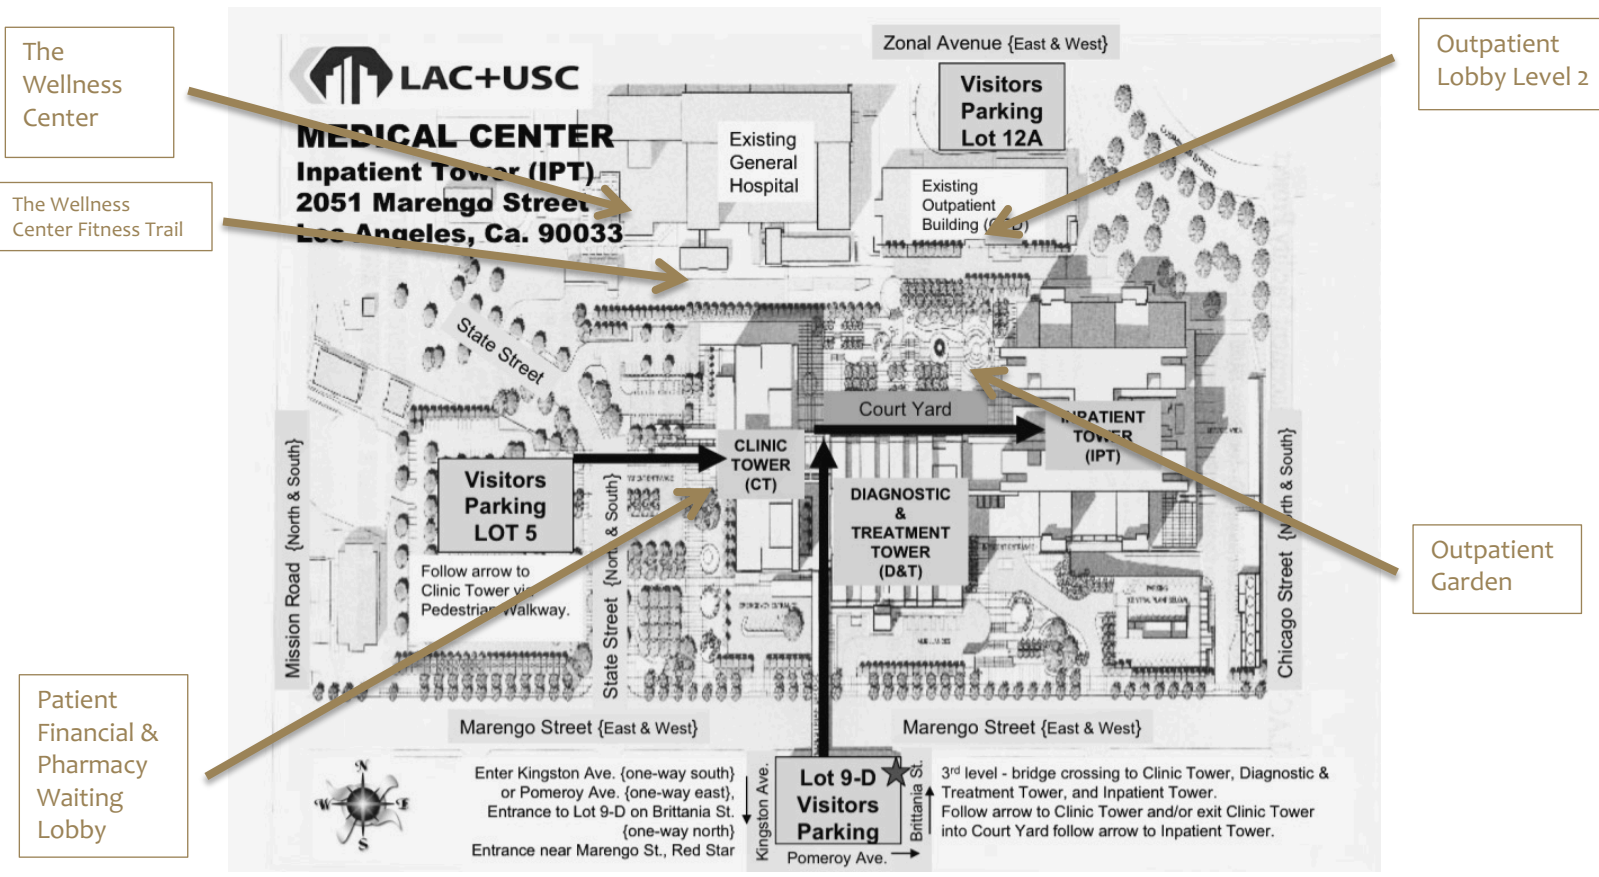 The
Wellness
Center
The Wellness
Center Fitness Trail
Patient
Financial &
Pharmacy
Waiting
Lobby
Outpatient
Lobby Level 2
Outpatient
Garden
LAC+USC
MEDICAL CENTER
Inpatient Tower (IPT)
2051 Marengo Street
Los Angeles, Ca. 90033
Zonal Avenue {East & West}
Visitors
Parking
Lot 12A
Existing
General
Hospital
Existing
Outpatient
Building
State Street
Court Yard
CLINIC
TOWER
(CT)
INPATIENT
TOWER
(IPT)
DIAGNOSTIC
&
TREATMENT
TOWER
(D&T)
Visitors
Parking
LOT 5
Follow arrow to
Clinic Tower via
Pedestrian Walkway.
Mission Road {North & South}
State Street {North & South}
Chicago Street {North & South}
EMERGENCY ENTRANCE
PARKING
Marengo Street {East & West}
Marengo Street {East & West}
N
W
E
S
Enter Kingston Ave. {one-way south}
or Pomeroy Ave. {one-way east},
Entrance to Lot 9-D on Brittania St.
{one-way north}
Entrance near Marengo St., Red Star
Kingston Ave.
Lot 9-D
Visitors
Parking
Brittania St.
Pomeroy Ave.
3rd level - bridge crossing to Clinic Tower, Diagnostic &
Treatment Tower, and Inpatient Tower.
Follow arrow to Clinic Tower and/or exit Clinic Tower
into Court Yard follow arrow to Inpatient Tower.